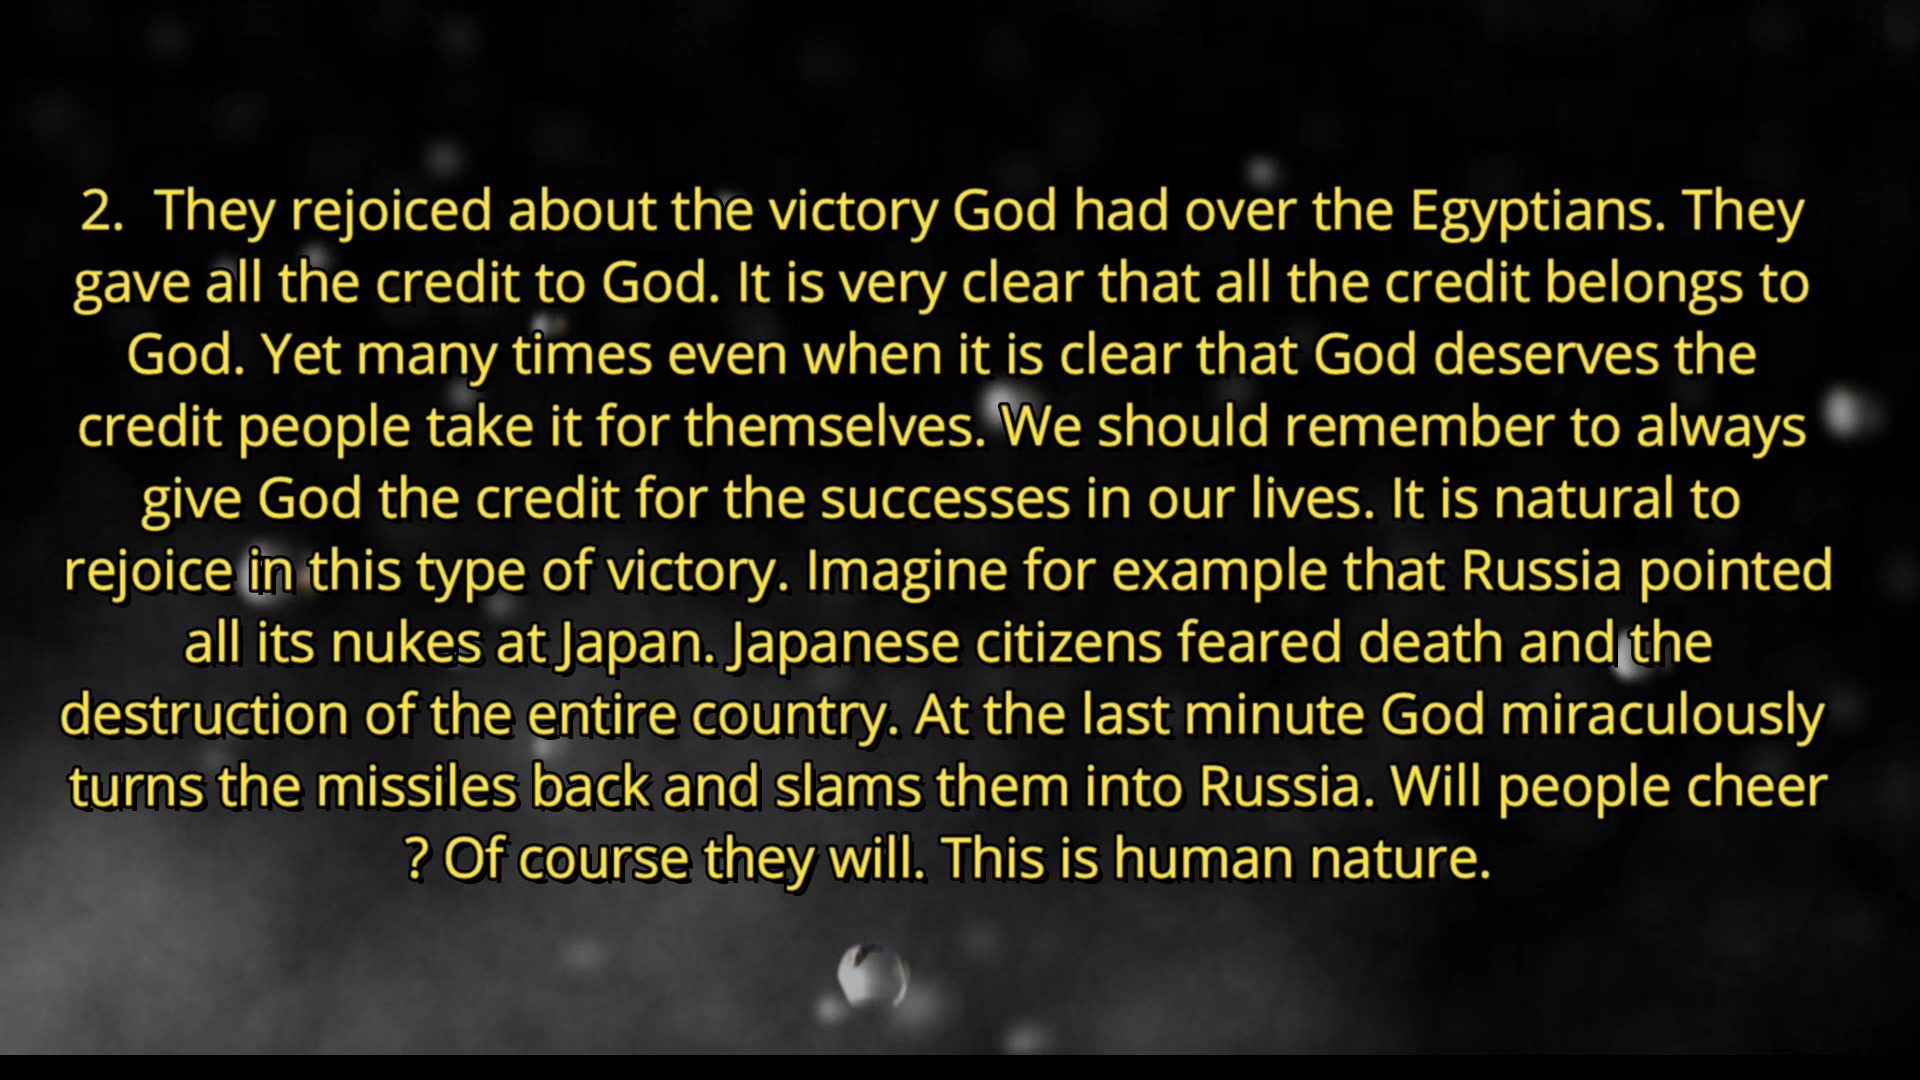 2.  They rejoiced about the victory God had over the Egyptians. They
gave all the credit to God. It is very clear that all the credit belongs to
God. Yet many times even when it is clear that God deserves the
credit people take it for themselves. We should remember to always
give God the credit for the successes in our lives. It is natural to
rejoice in this type of victory. Imagine for example that Russia pointed
all its nukes at Japan. Japanese citizens feared death and the
destruction of the entire country. At the last minute God miraculously
turns the missiles back and slams them into Russia. Will people cheer
? Of course they will. This is human nature.